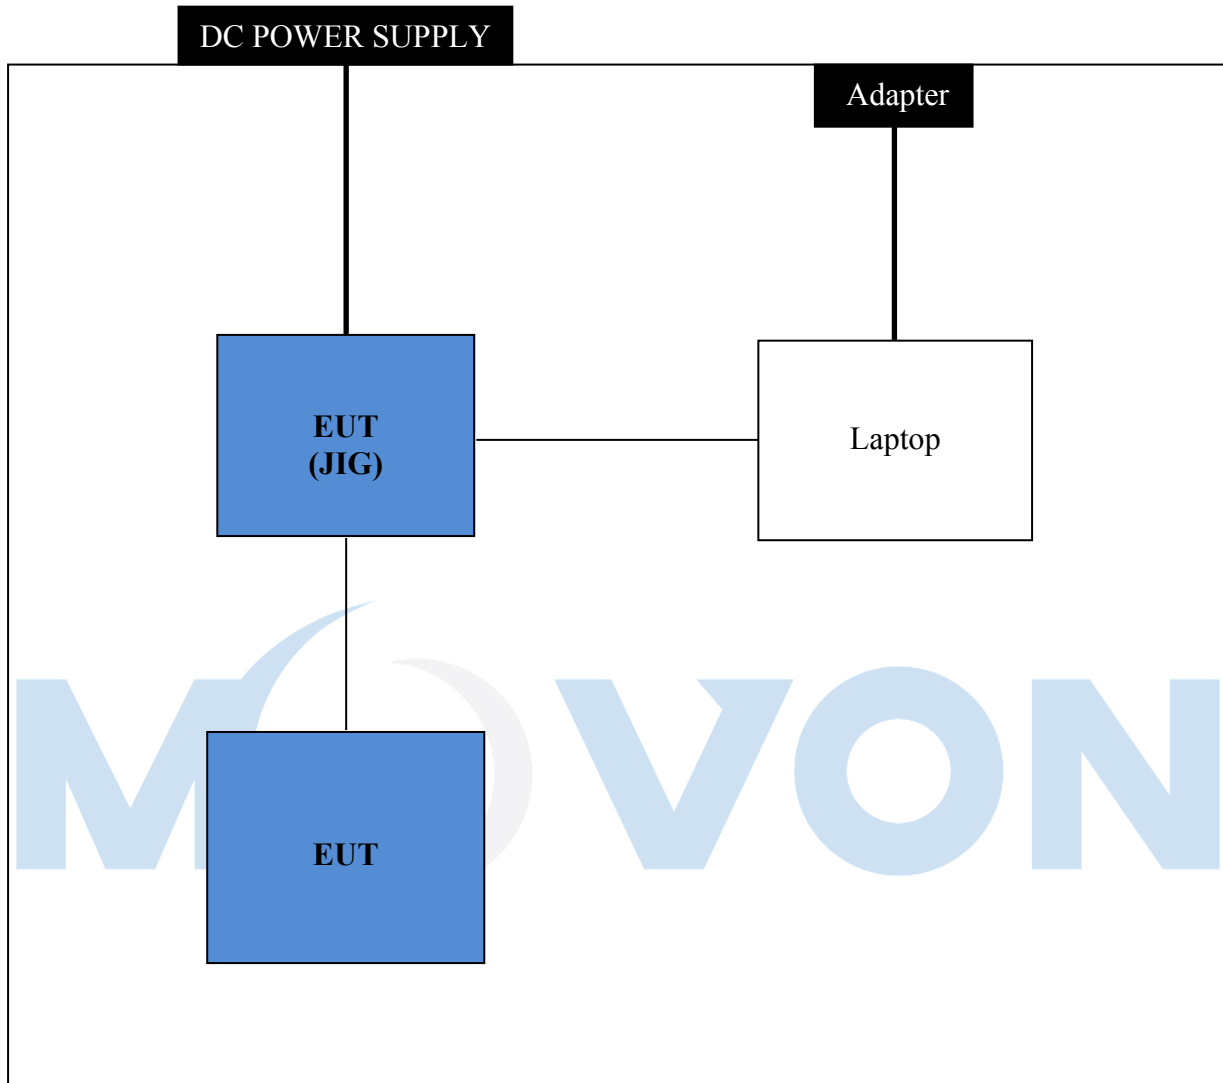 DC POWER SUPPLY
Adapter
EUT
(JIG)
Laptop
MOVON
EUT